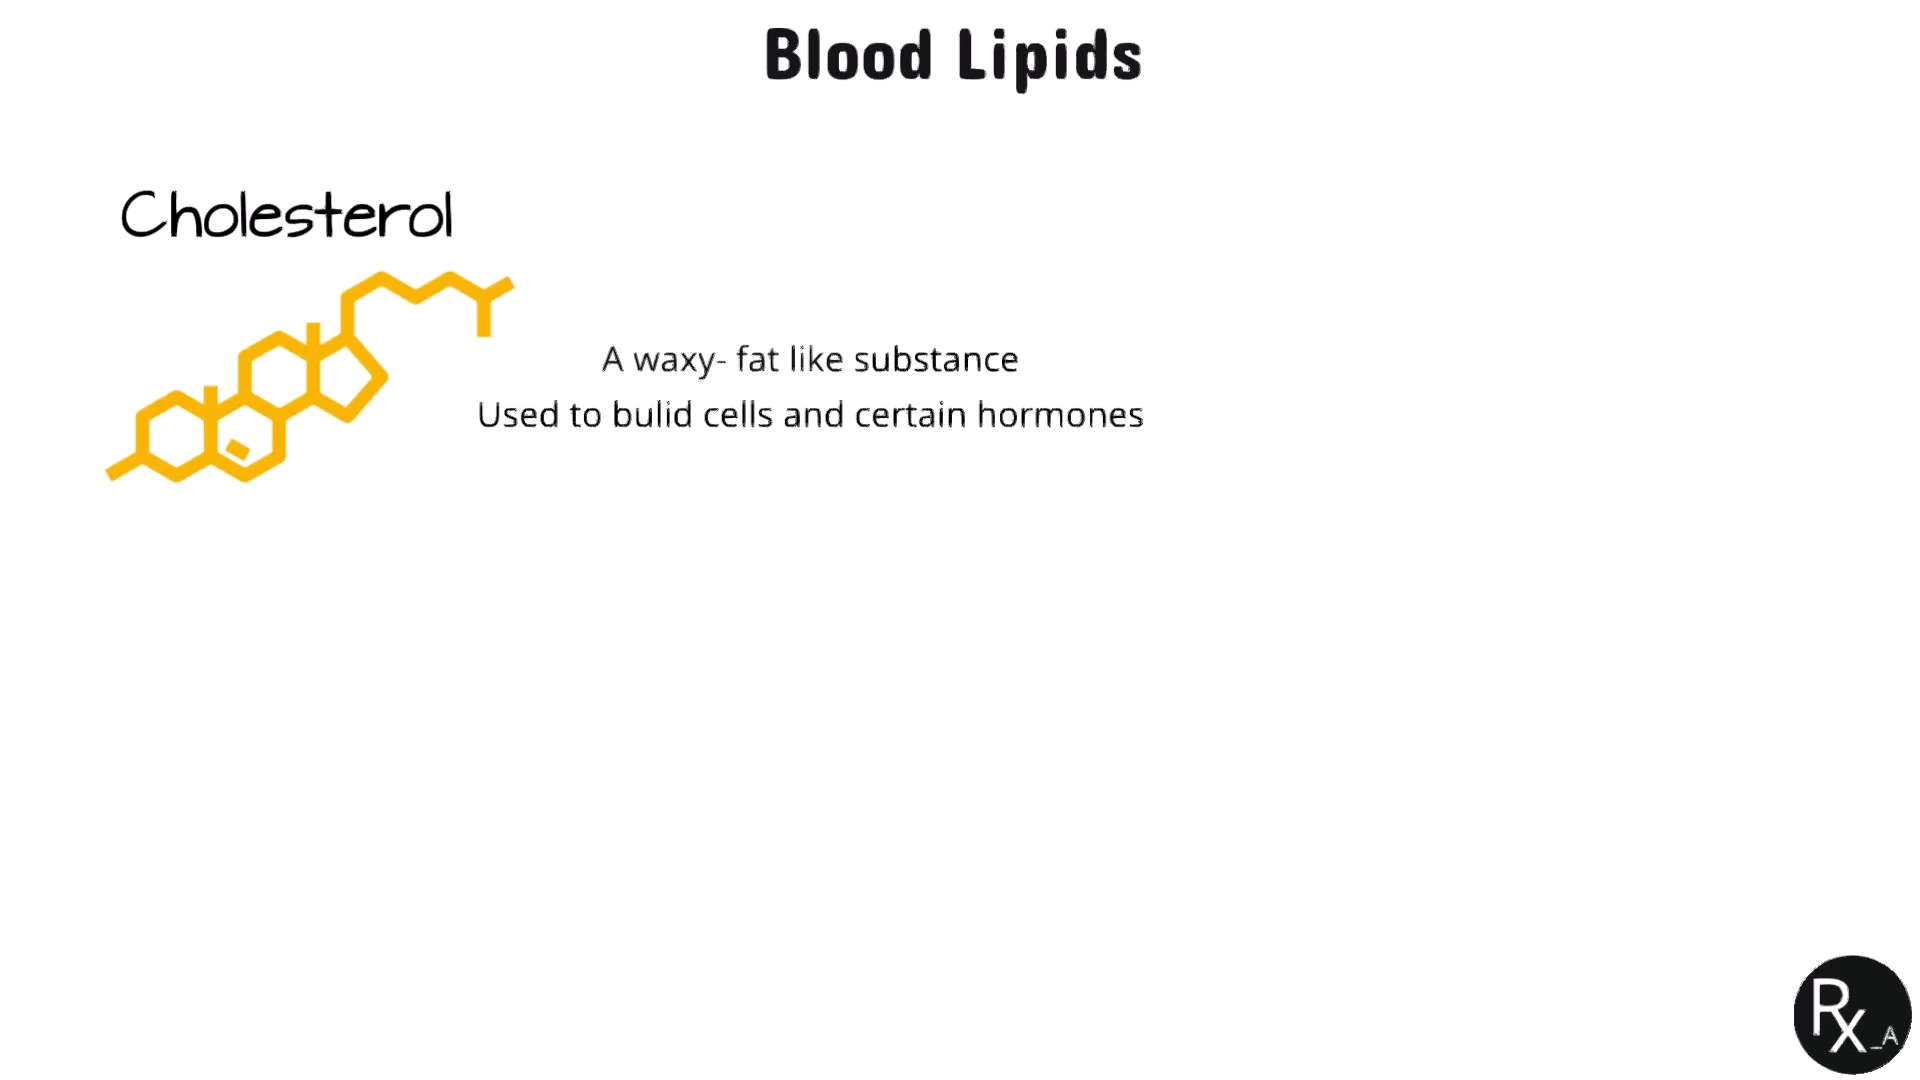 Blood Lipids
Cholesterol
A waxy- fat like substance
Used to bulid cells and certain hormones
Rx_A